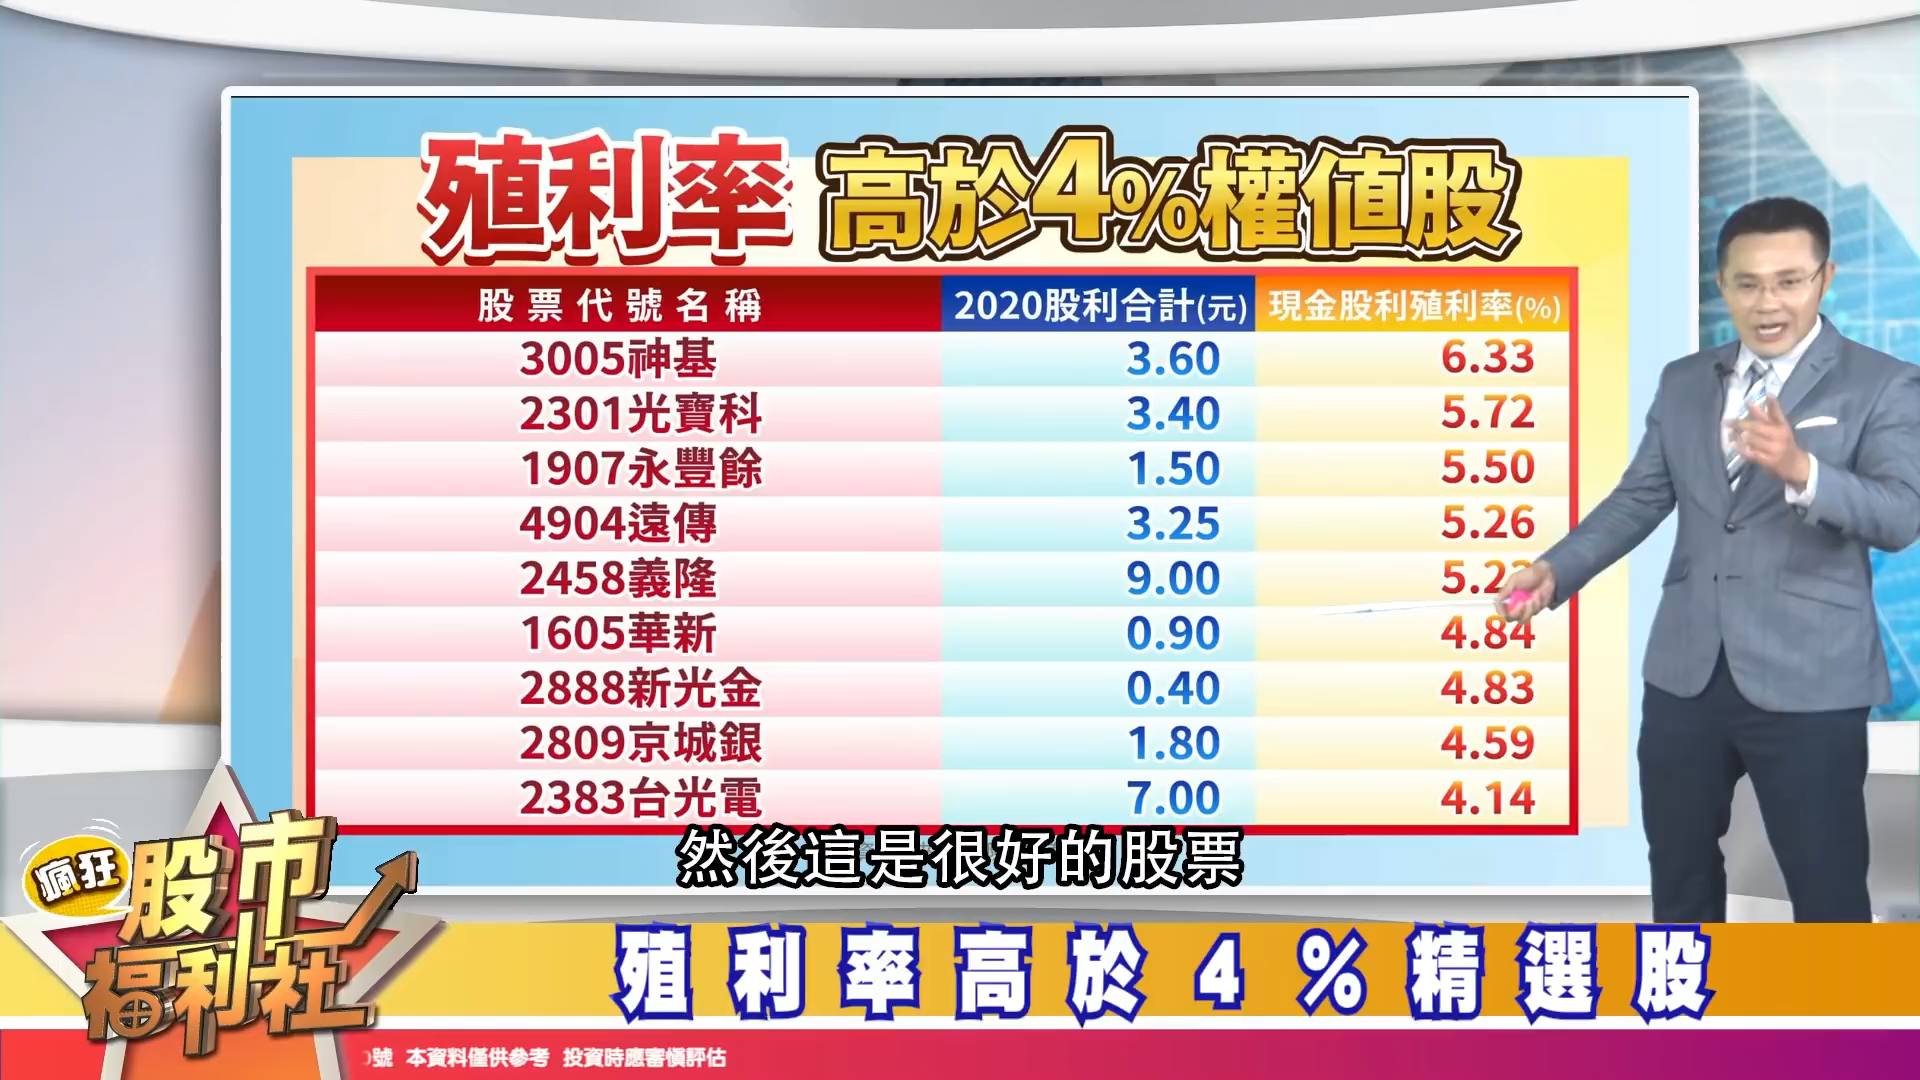 殖利率 高於4%權值股
股票代號名稱 2020股利合計(元) 現金股利殖利率(%)
3005神基 3.60 6.33
2301光寶科 3.40 5.72
1907永豐餘 1.50 5.50
4904遠傳 3.25 5.26
2458義隆 9.00 5.2
1605華新 0.90 4.84
2888新光金 0.40 4.83
2809京城銀 1.80 4.59
2383台光電 7.00 4.14
然後這是很好的股票
瘋狂
股市
福利社
殖利率高於4%精選股
號 本資料僅供參考 投資時應審慎評估